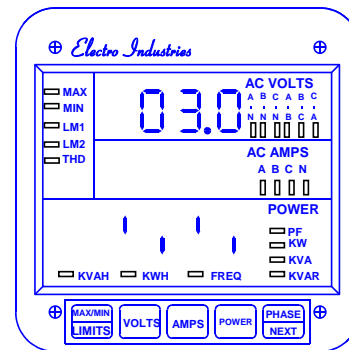 Electro Industries
MAX
MIN
LM1
LM2
THD
03.0
AC VOLTS
A B C A B C
- - - - - -
N N N B C A
AC AMPS
A B C N
POWER
PF
KW
KVA
KVAR
KVAH
KWH
FREQ
MAX/MIN
LIMITS
VOLTS
AMPS
POWER
PHASE
NEXT